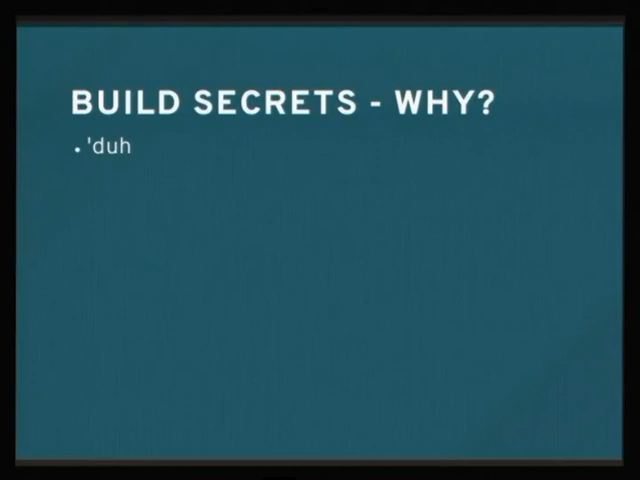 BUILD SECRETS - WHY?
• 'duh